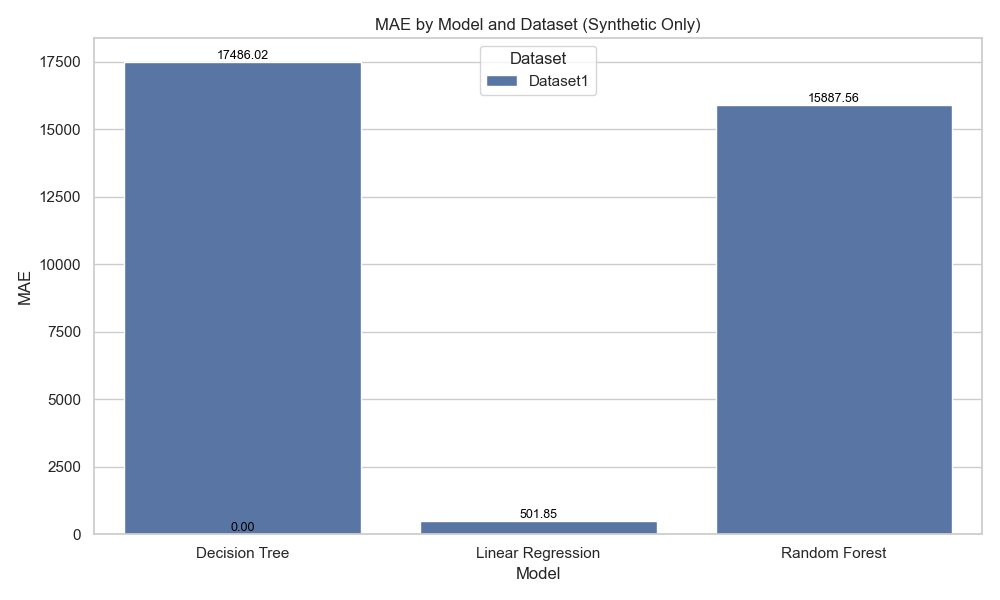 MAE by Model and Dataset (Synthetic Only)
17486.02
Dataset
Dataset1
15887.56
17500
15000
12500
10000
7500
5000
2500
0
MAE
0.00
501.85
Decision Tree
Linear Regression
Random Forest
Model